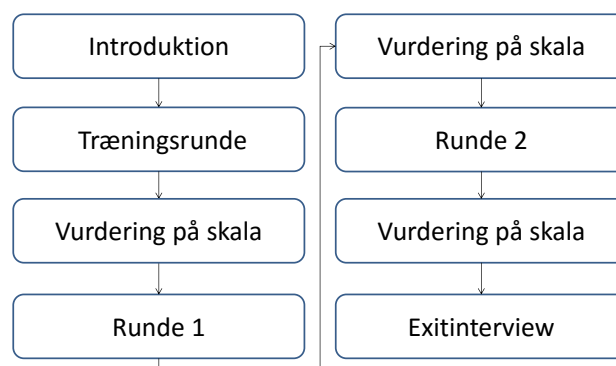 Introduktion
Træningsrunde
Vurdering på skala
Runde 1
Vurdering på skala
Runde 2
Vurdering på skala
Exitinterview